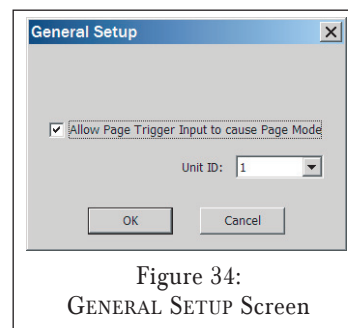 General Setup
Allow Page Trigger Input to cause Page Mode
Unit ID: 1
OK Cancel
Figure 34:
GENERAL SETUP Screen